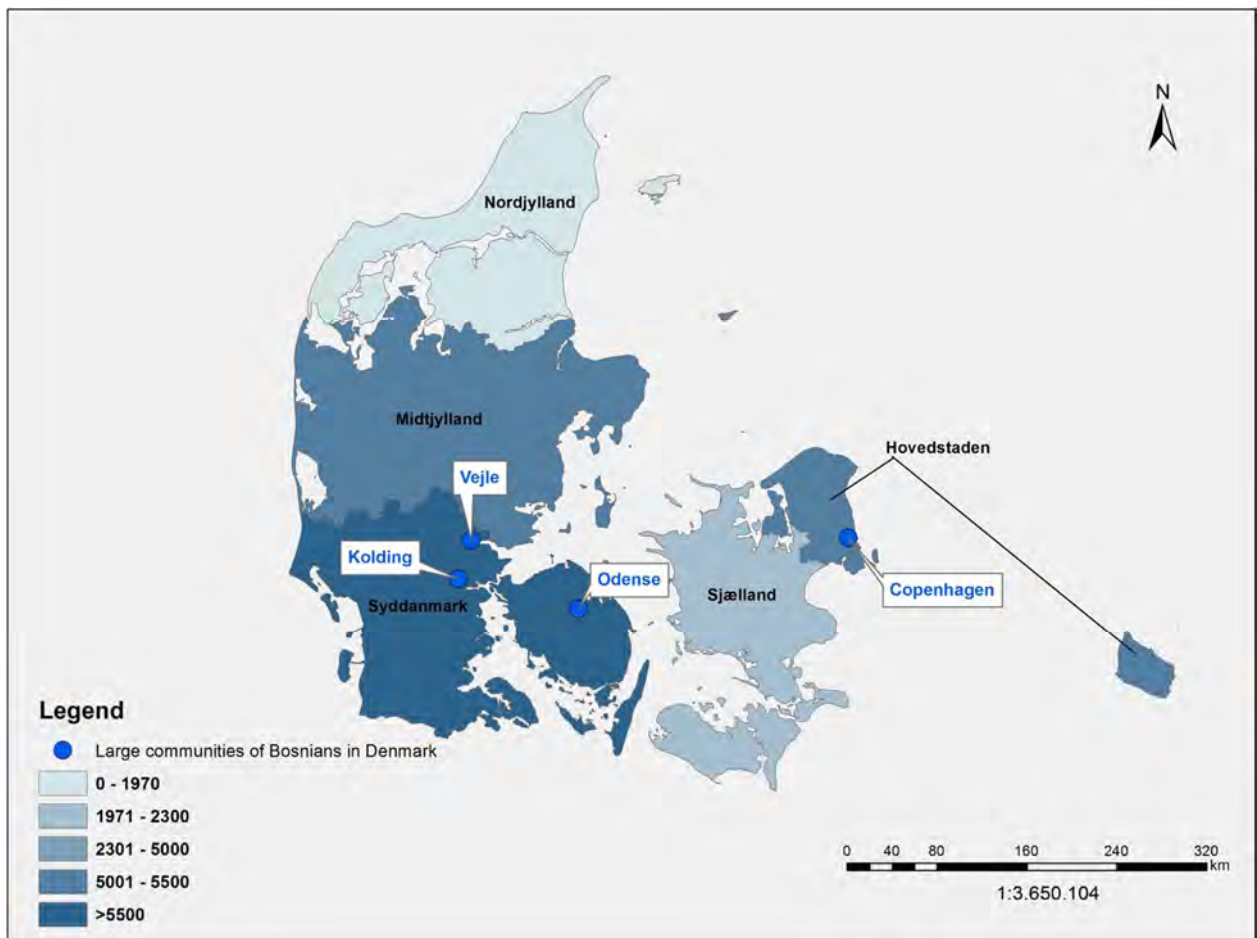 N
Nordjylland
Midtjylland
Hovedstaden
Vejle
Kolding
Odense
Copenhagen
Sjælland
Syddanmark
Legend
Large communities of Bosnians in Denmark
0 - 1970
1971 - 2300
2301 - 5000
5001 - 5500
>5500
0 40 80 160 240 320
km
1:3.650.104